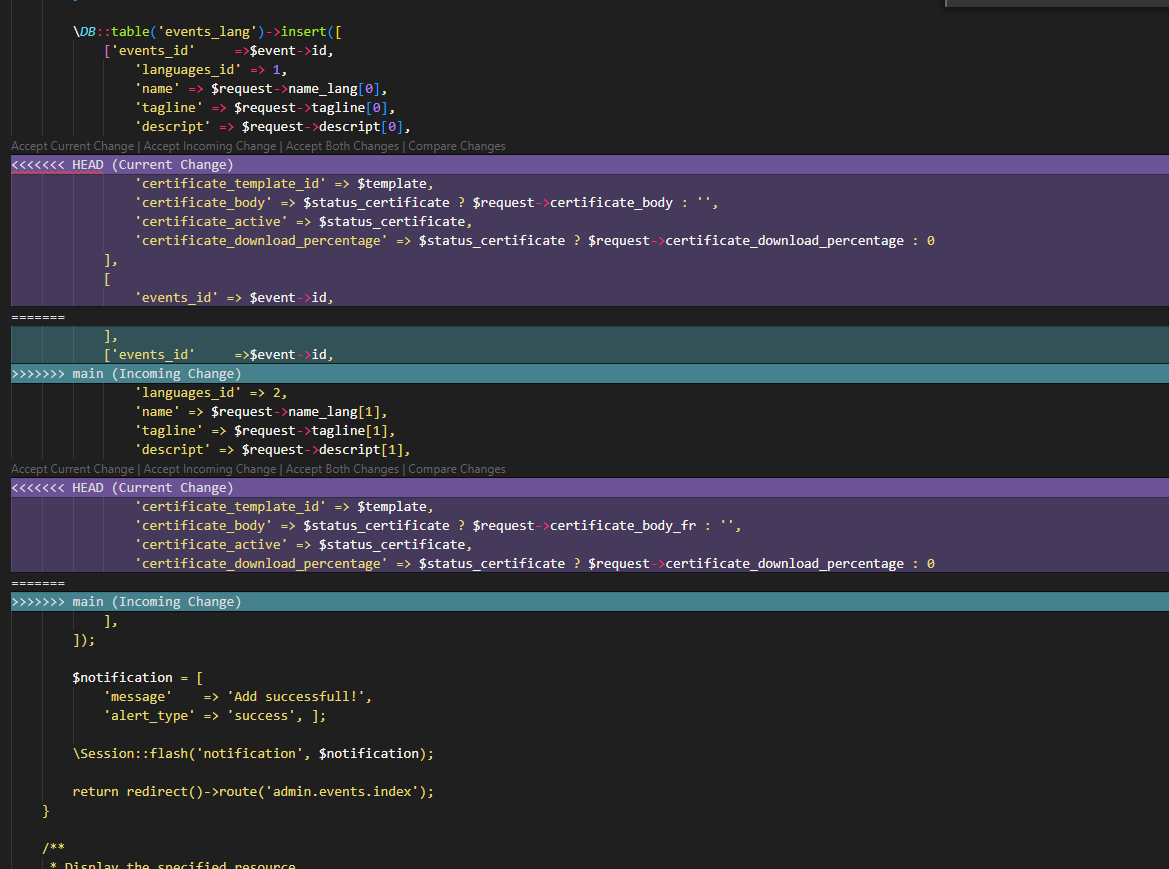 \DB::table('events_lang')->insert([
['events_id'     =>$event->id,
'languages_id' => 1,
'name' => $request->name_lang[0],
'tagline' => $request->tagline[0],
'descript' => $request->descript[0],
Accept Current Change | Accept Incoming Change | Accept Both Changes | Compare Changes
<<<<<<< HEAD (Current Change)
'certificate_template_id' => $template,
'certificate_body' => $status_certificate ? $request->certificate_body : '',
'certificate_active' => $status_certificate,
'certificate_download_percentage' => $status_certificate ? $request->certificate_download_percentage : 0
],
[
'events_id' => $event->id,
=======
],
['events_id'     =>$event->id,
>>>>>>> main (Incoming Change)
'languages_id' => 2,
'name' => $request->name_lang[1],
'tagline' => $request->tagline[1],
'descript' => $request->descript[1],
Accept Current Change | Accept Incoming Change | Accept Both Changes | Compare Changes
<<<<<<< HEAD (Current Change)
'certificate_template_id' => $template,
'certificate_body' => $status_certificate ? $request->certificate_body_fr : '',
'certificate_active' => $status_certificate,
'certificate_download_percentage' => $status_certificate ? $request->certificate_download_percentage : 0
=======
>>>>>>> main (Incoming Change)
],
]);
$notification = [
'message'    => 'Add successfull!',
'alert_type' => 'success', ];
\Session::flash('notification', $notification);
return redirect()->route('admin.events.index');
}
/**
* Display the specified resource